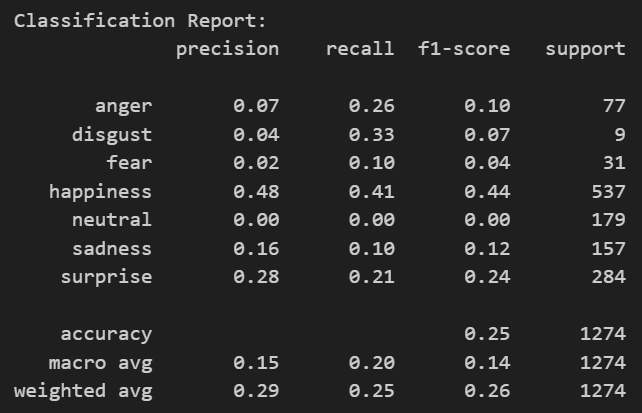 Classification Report:
precision recall f1-score support
anger 0.07 0.26 0.10 77
disgust 0.04 0.33 0.07 9
fear 0.02 0.10 0.04 31
happiness 0.48 0.41 0.44 537
neutral 0.00 0.00 0.00 179
sadness 0.16 0.10 0.12 157
surprise 0.28 0.21 0.24 284
accuracy 0.25 1274
macro avg 0.15 0.20 0.14 1274
weighted avg 0.29 0.25 0.26 1274